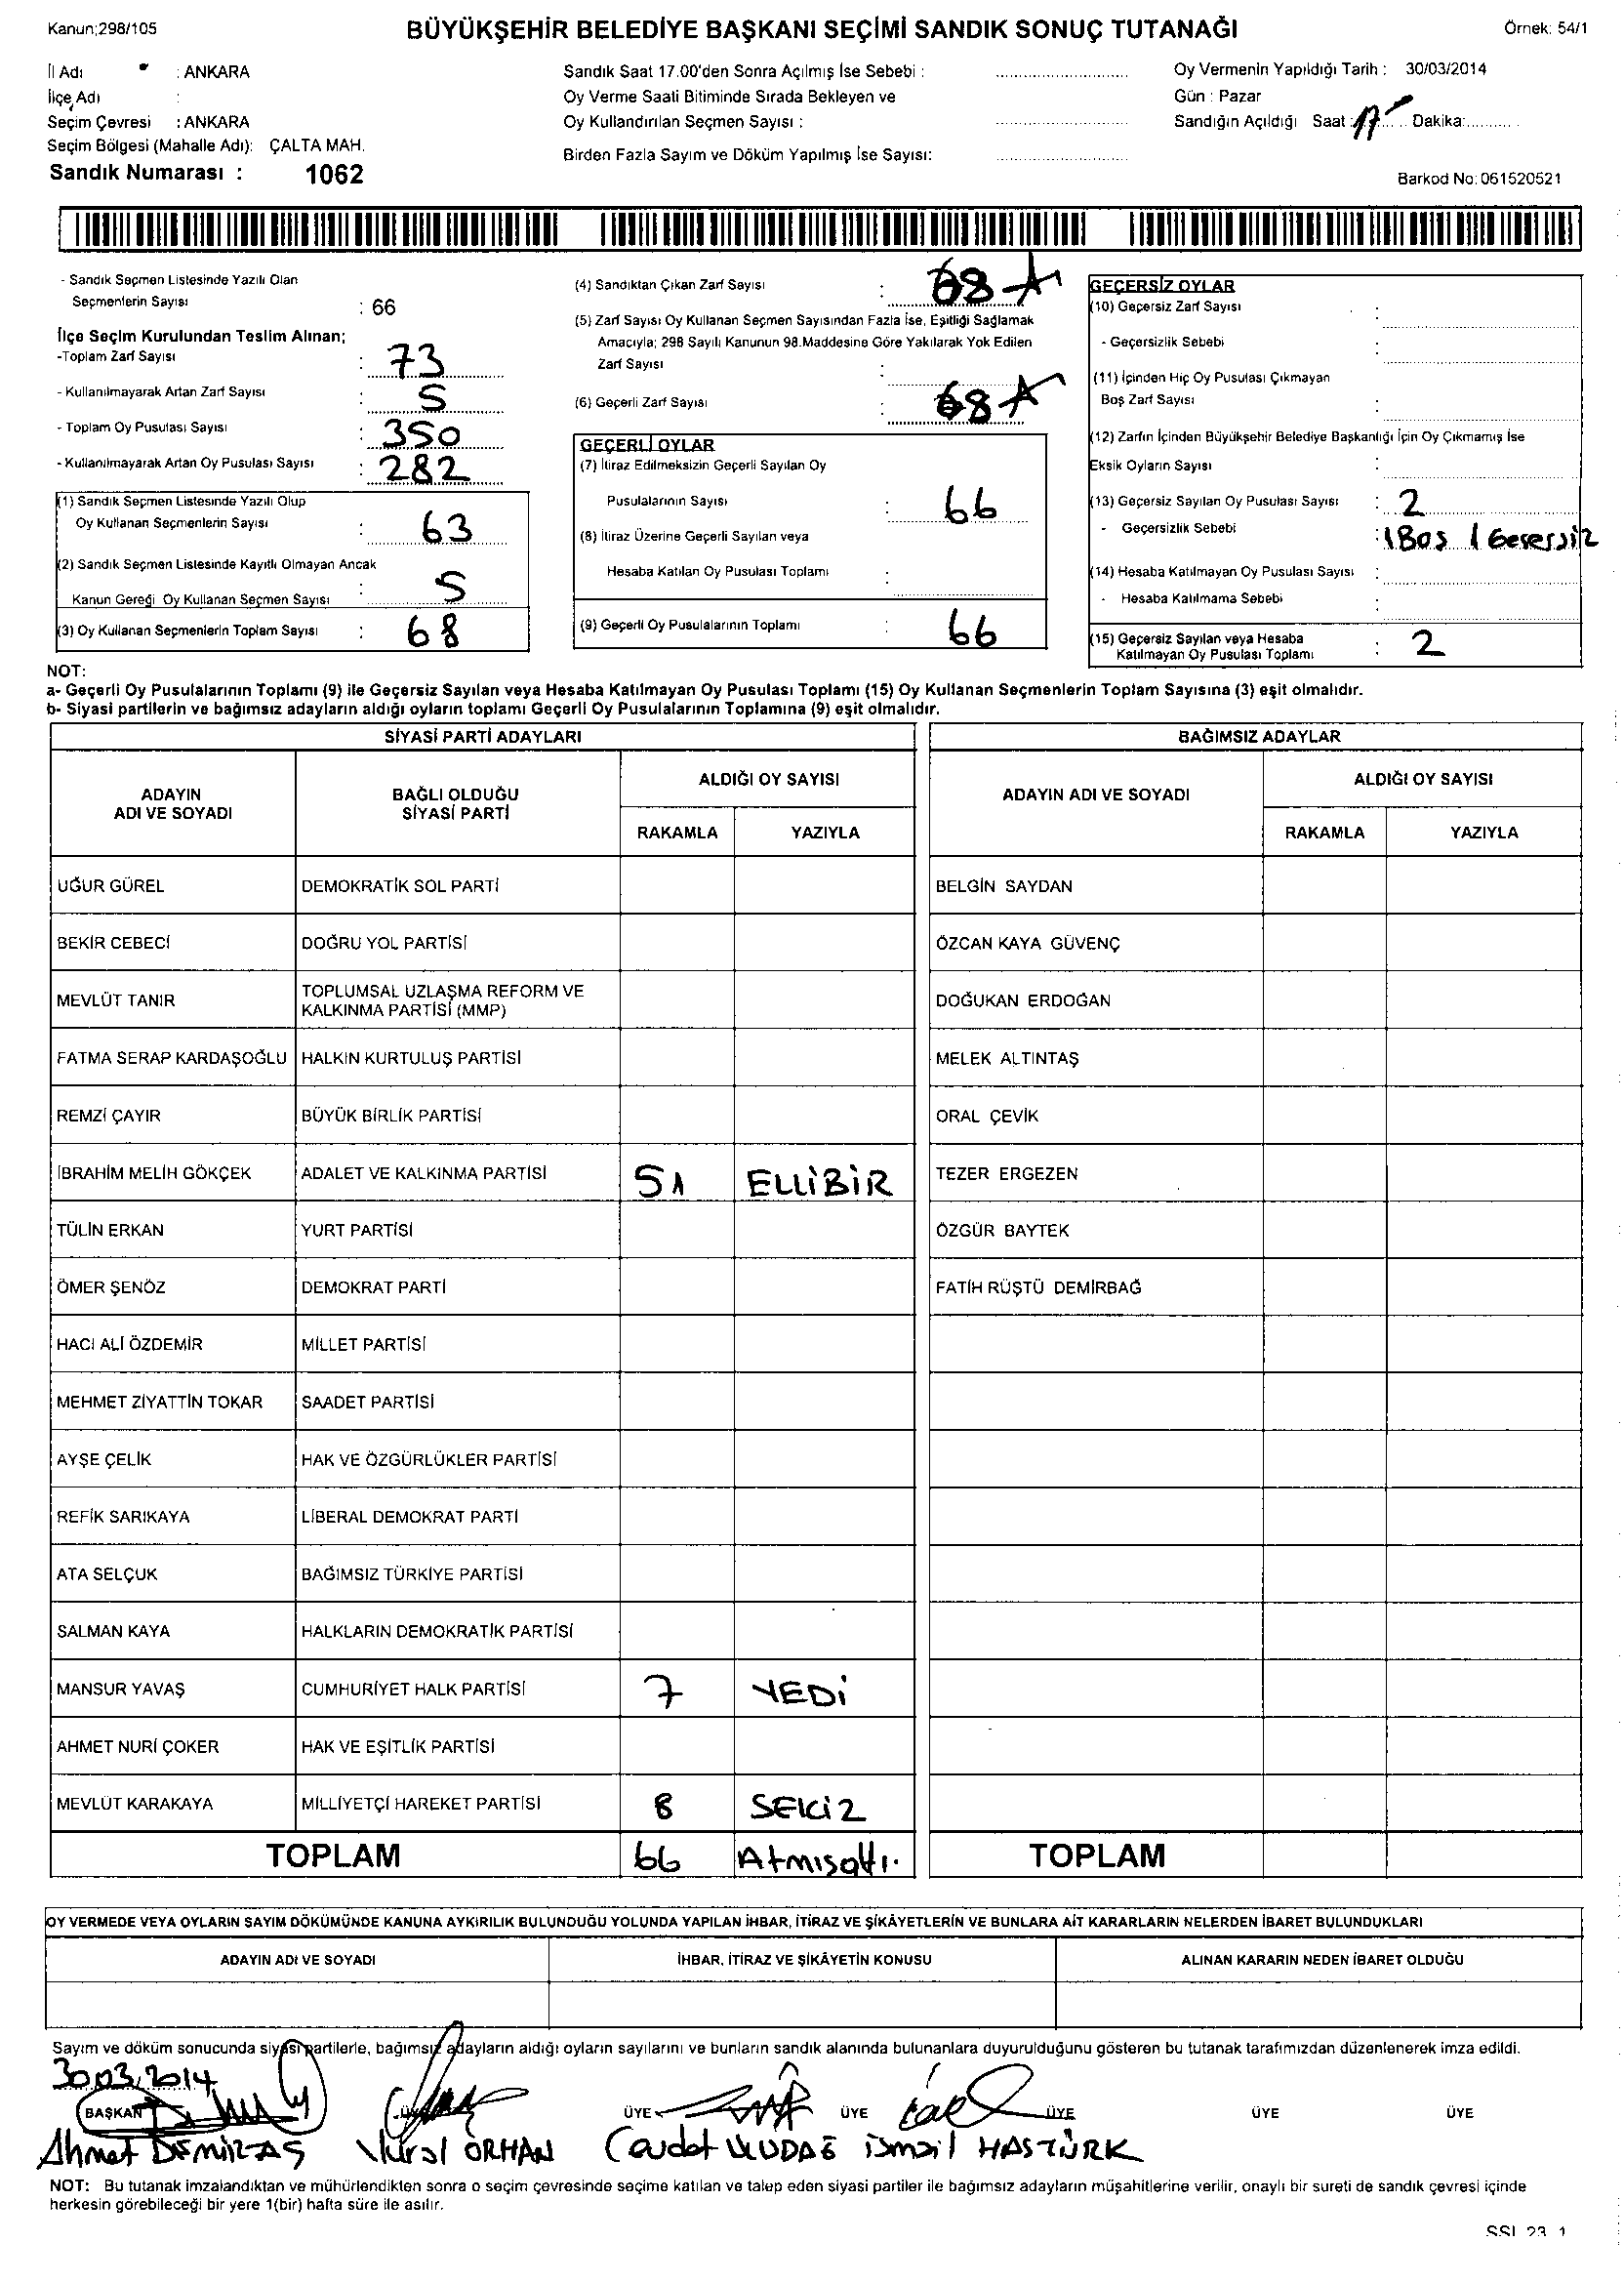 Kanun;298/105
BÜYÜKŞEHİR BELEDİYE BAŞKANI SEÇİMİ SANDIK SONUÇ TUTANAĞI
Örnek: 54/1
İl Adı : ANKARA
İlçe Adı :
Seçim Çevresi : ANKARA
Seçim Bölgesi (Mahalle Adı): ÇALTA MAH.
Sandık Numarası : 1062
Sandık Saat 17.00'den Sonra Açılmış İse Sebebi :
Oy Verme Saati Bitiminde Sırada Bekleyen ve
Oy Kullandırılan Seçmen Sayısı :
Birden Fazla Sayım ve Döküm Yapılmış İse Sayısı:
Oy Vermenin Yapıldığı Tarih : 30/03/2014
Gün : Pazar
Sandığın Açıldığı Saat : 17 Dakika:
Barkod No: 061520521
- Sandık Seçmen Listesinde Yazılı Olan
Seçmenlerin Sayısı : 66
İlçe Seçim Kurulundan Teslim Alınan;
-Toplam Zarf Sayısı : 73
- Kullanılmayarak Artan Zarf Sayısı : 5
- Toplam Oy Pusulası Sayısı : 350
- Kullanılmayarak Artan Oy Pusulası Sayısı : 282
(1) Sandık Seçmen Listesinde Yazılı Olup
Oy Kullanan Seçmenlerin Sayısı : 63
(2) Sandık Seçmen Listesinde Kayıtlı Olmayan Ancak
Kanun Gereği Oy Kullanan Seçmen Sayısı : 5
(3) Oy Kullanan Seçmenlerin Toplam Sayısı : 68
(4) Sandıktan Çıkan Zarf Sayısı : 68
(5) Zarf Sayısı Oy Kullanan Seçmen Sayısından Fazla İse, Eşitliği Sağlamak
Amacıyla; 298 Sayılı Kanunun 98.Maddesine Göre Yakılarak Yok Edilen
Zarf Sayısı :
(6) Geçerli Zarf Sayısı : 68
GEÇERLİ OYLAR
(7) İtiraz Edilmeksizin Geçerli Sayılan Oy
Pusulalarının Sayısı : 66
(8) İtiraz Üzerine Geçerli Sayılan veya
Hesaba Katılan Oy Pusulası Toplamı :
(9) Geçerli Oy Pusulalarının Toplamı : 66
GEÇERSİZ OYLAR
(10) Geçersiz Zarf Sayısı :
- Geçersizlik Sebebi :
(11) İçinden Hiç Oy Pusulası Çıkmayan
Boş Zarf Sayısı :
(12) Zarfın İçinden Büyükşehir Belediye Başkanlığı İçin Oy Çıkmamış İse
Eksik Oyların Sayısı :
(13) Geçersiz Sayılan Oy Pusulası Sayısı : 2
- Geçersizlik Sebebi : 1 Boş 1 Geçersiz
(14) Hesaba Katılmayan Oy Pusulası Sayısı :
- Hesaba Katılmama Sebebi :
(15) Geçersiz Sayılan veya Hesaba
Katılmayan Oy Pusulası Toplamı : 2
NOT:
a- Geçerli Oy Pusulalarının Toplamı (9) ile Geçersiz Sayılan veya Hesaba Katılmayan Oy Pusulası Toplamı (15) Oy Kullanan Seçmenlerin Toplam Sayısına (3) eşit olmalıdır.
b- Siyasi partilerin ve bağımsız adayların aldığı oyların toplamı Geçerli Oy Pusulalarının Toplamına (9) eşit olmalıdır.
SİYASİ PARTİ ADAYLARI BAĞIMSIZ ADAYLAR
ADAYIN ADI VE SOYADI BAĞLI OLDUĞU SİYASİ PARTİ ALDIĞI OY SAYISI ADAYIN ADI VE SOYADI ALDIĞI OY SAYISI
RAKAMLA YAZIYLA RAKAMLA YAZIYLA
UĞUR GÜREL DEMOKRATİK SOL PARTİ BELGİN SAYDAN
BEKİR CEBECİ DOĞRU YOL PARTİSİ ÖZCAN KAYA GÜVENÇ
MEVLÜT TANIR TOPLUMSAL UZLAŞMA REFORM VE KALKINMA PARTİSİ (MMP) DOĞUKAN ERDOĞAN
FATMA SERAP KARDAŞOĞLU HALKIN KURTULUŞ PARTİSİ MELEK ALTINTAŞ
REMZİ ÇAYIR BÜYÜK BİRLİK PARTİSİ ORAL ÇEVİK
İBRAHİM MELİH GÖKÇEK ADALET VE KALKINMA PARTİSİ 51 ELLİBİR TEZER ERGEZEN
TÜLİN ERKAN YURT PARTİSİ ÖZGÜR BAYTEK
ÖMER ŞENÖZ DEMOKRAT PARTİ FATİH RÜŞTÜ DEMİRBAĞ
HACI ALİ ÖZDEMİR MİLLET PARTİSİ
MEHMET ZİYATTİN TOKAR SAADET PARTİSİ
AYŞE ÇELİK HAK VE ÖZGÜRLÜKLER PARTİSİ
REFİK SARIKAYA LİBERAL DEMOKRAT PARTİ
ATA SELÇUK BAĞIMSIZ TÜRKİYE PARTİSİ
SALMAN KAYA HALKLARIN DEMOKRATİK PARTİSİ
MANSUR YAVAŞ CUMHURİYET HALK PARTİSİ 7 YEDİ
AHMET NURİ ÇOKER HAK VE EŞİTLİK PARTİSİ
MEVLÜT KARAKAYA MİLLİYETÇİ HAREKET PARTİSİ 8 SEKİZ
TOPLAM 66 Atmışaltı. TOPLAM
OY VERMEDE VEYA OYLARIN SAYIM DÖKÜMÜNDE KANUNA AYKIRILIK BULUNDUĞU YOLUNDA YAPILAN İHBAR, İTİRAZ VE ŞİKÂYETLERİN VE BUNLARA AİT KARARLARIN NELERDEN İBARET BULUNDUKLARI
ADAYIN ADI VE SOYADI İHBAR, İTİRAZ VE ŞİKÂYETİN KONUSU ALINAN KARARIN NEDEN İBARET OLDUĞU
Sayım ve döküm sonucunda siyasi partilerle, bağımsız adayların aldığı oyların sayılarını ve bunların sandık alanında bulunanlara duyurulduğunu gösteren bu tutanak tarafımızdan düzenlenerek imza edildi.
30.03.2014
BAŞKAN ÜYE ÜYE ÜYE ÜYE ÜYE ÜYE
Ahmet DEMİRTAŞ ORHAN Cevdet ULUDAĞ İsmail HASTÜRK
NOT: Bu tutanak imzalandıktan ve mühürlendikten sonra o seçim çevresinde seçime katılan ve talep eden siyasi partiler ile bağımsız adayların müşahitlerine verilir, onaylı bir sureti de sandık çevresi içinde
herkesin görebileceği bir yere 1(bir) hafta süre ile asılır.